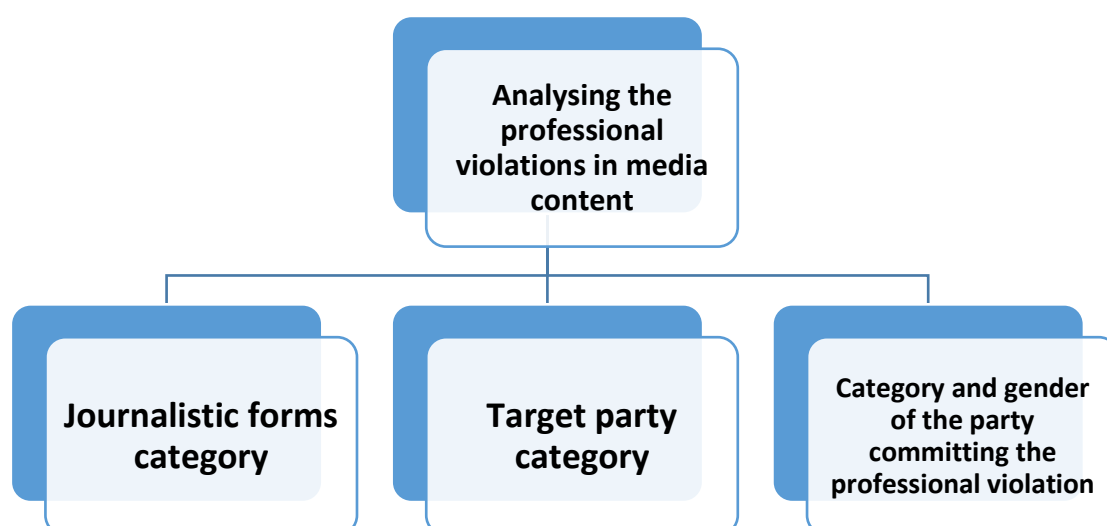 Analysing the
professional
violations in media
content
Journalistic forms
category
Target party
category
Category and gender
of the party
committing the
professional violation